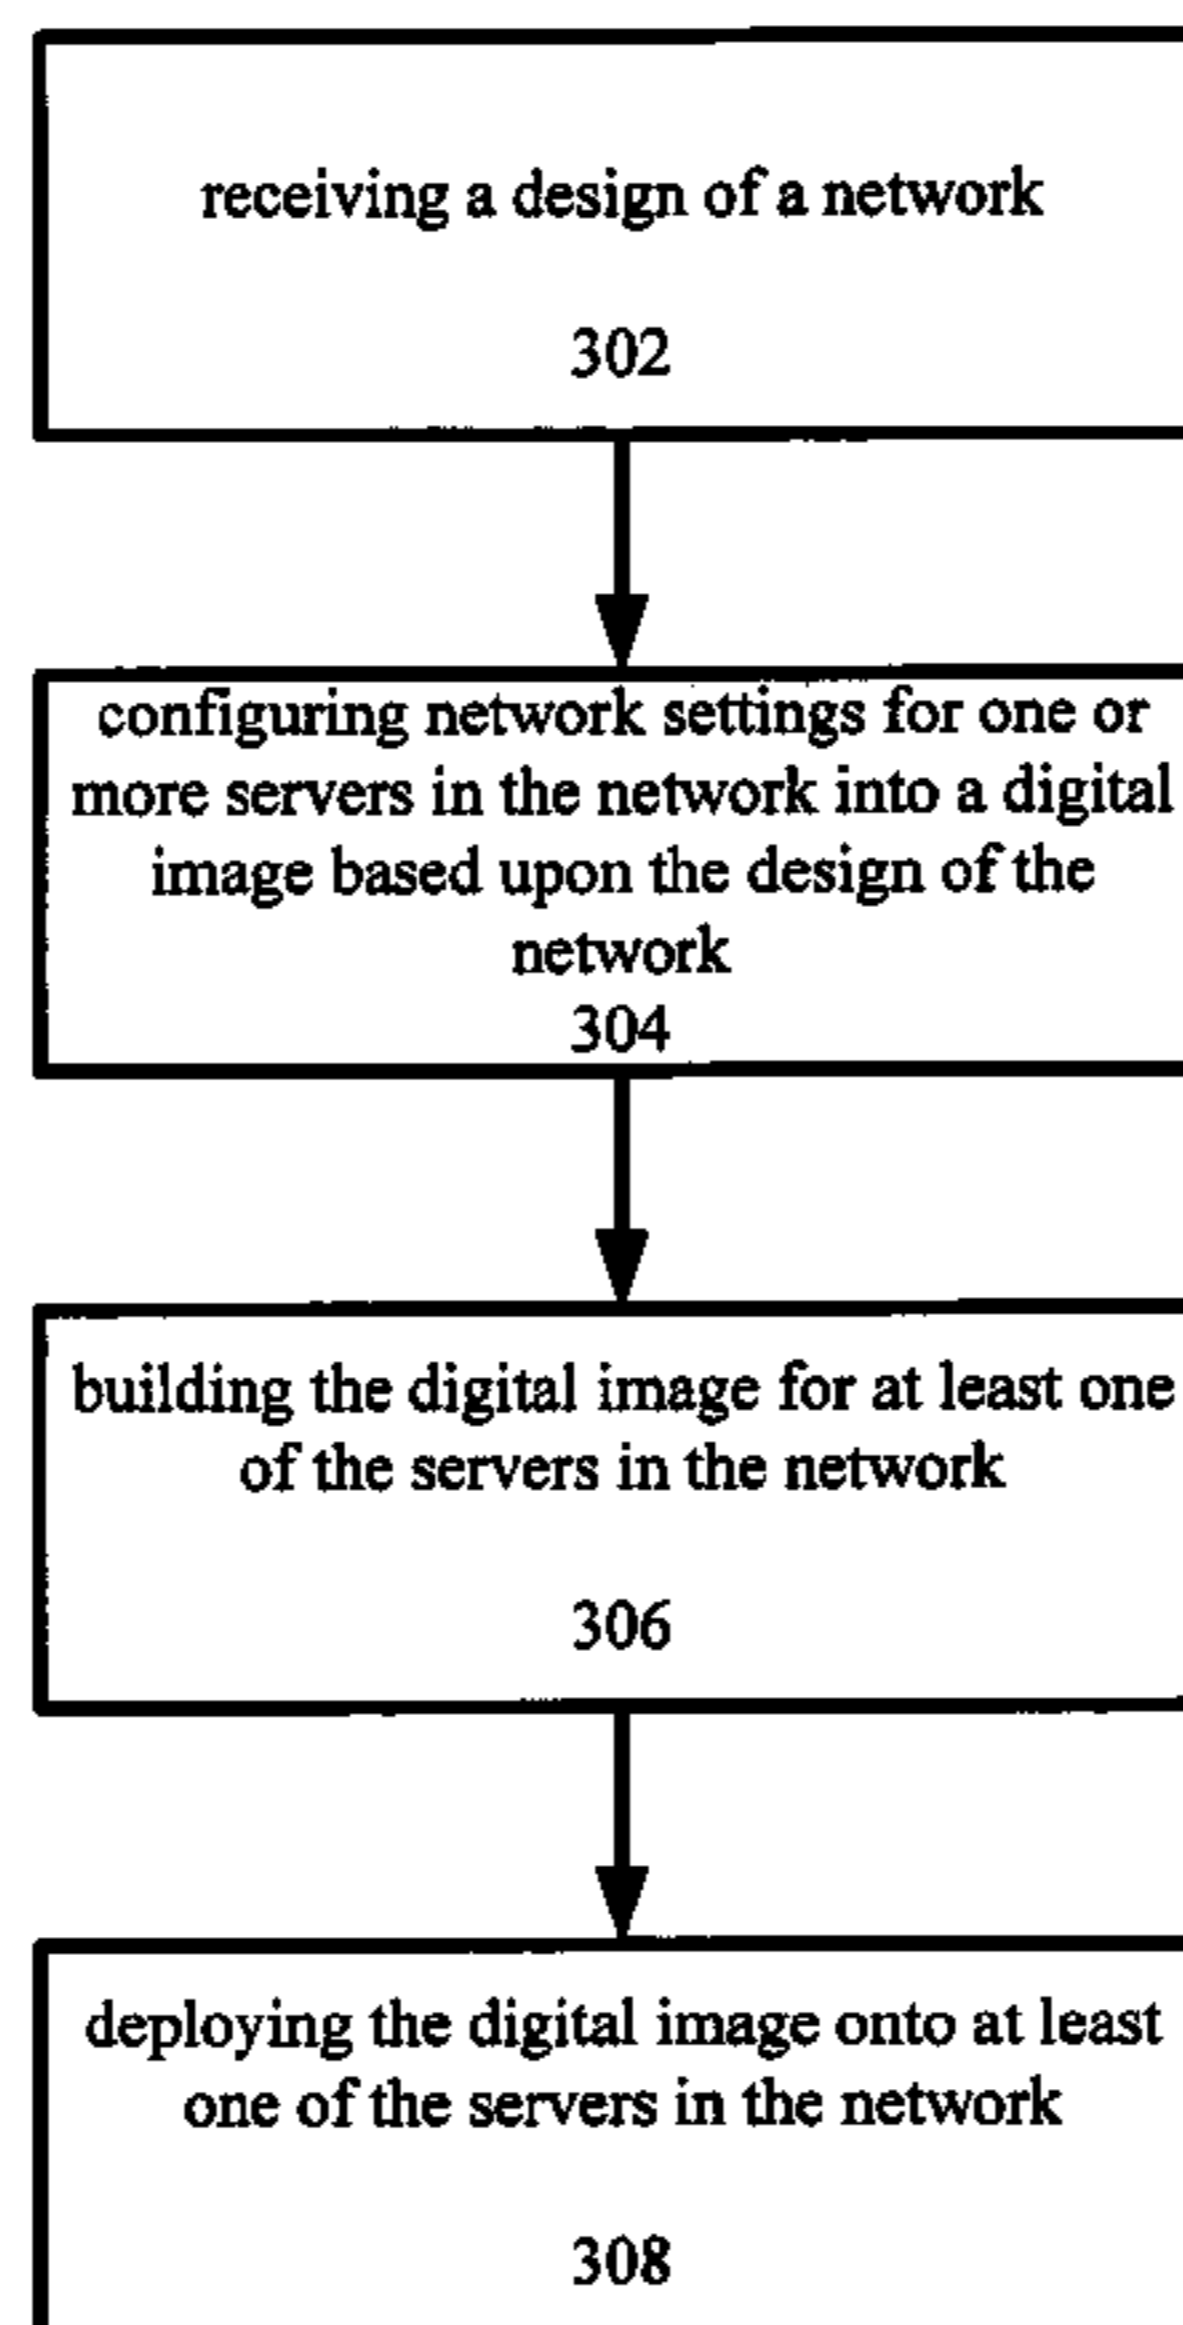 receiving a design of a network
302
configuring network settings for one or
more servers in the network into a digital
image based upon the design of the
network
304
building the digital image for at least one
of the servers in the network
306
deploying the digital image onto at least
one of the servers in the network
308